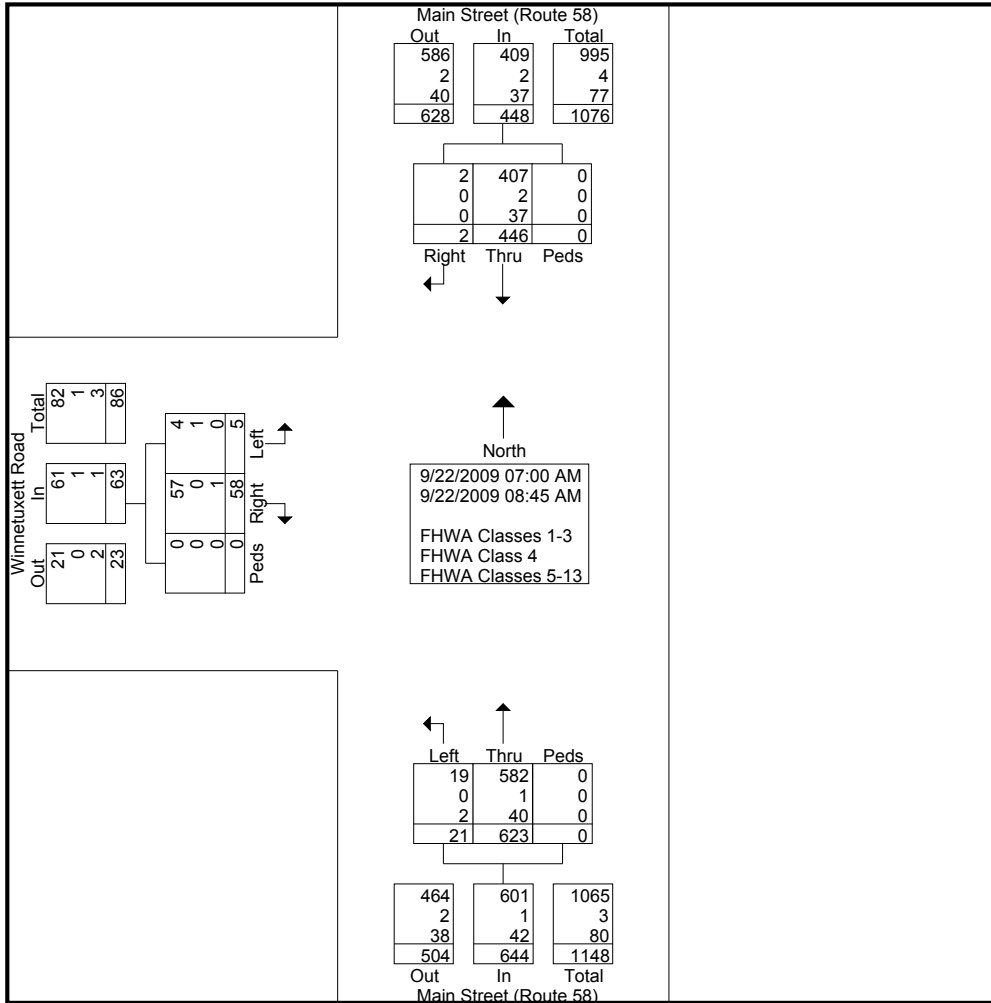 Main Street (Route 58)
Out In Total
586 409 995
2 2 4
40 37 77
628 448 1076
2 407 0
0 2 0
0 37 0
2 446 0
Right Thru Peds
Winnetuxett Road
Total
82 1 3 86
In
61 1 1 63
Out
21 0 2 23
4 1 0 5
Left
57 0 1 58
Right
0 0 0 0
Peds
North
9/22/2009 07:00 AM
9/22/2009 08:45 AM
FHWA Classes 1-3
FHWA Class 4
FHWA Classes 5-13
Left Thru Peds
19 582 0
0 1 0
2 40 0
21 623 0
464 601 1065
2 1 3
38 42 80
504 644 1148
Out In Total
Main Street (Route 58)